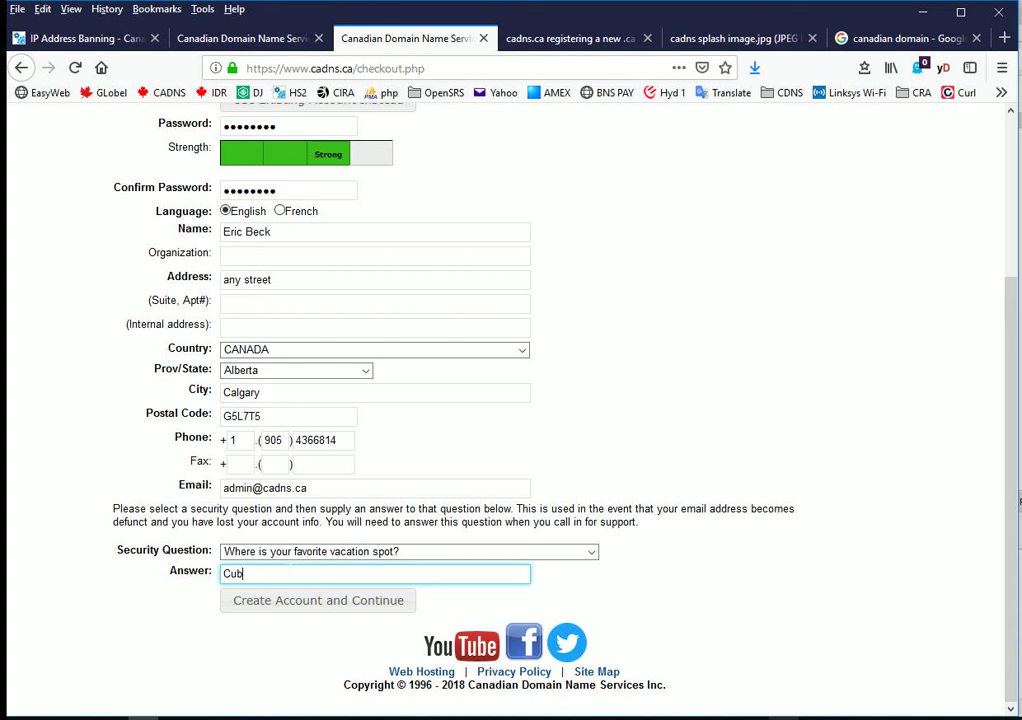 File Edit View History Bookmarks Tools Help
IP Address Banning - Cana Canadian Domain Name Servi Canadian Domain Name Servic cadns.ca registering a new .ca cadns splash image.jpg (JPEG canadian domain - Google
https://www.cadns.ca/checkout.php
0 yD
EasyWeb GLobel CADNS IDR DJ HS2 CIRA php OpenSRS Yahoo AMEX BNS PAY Hyd 1 Translate CDNS Linksys Wi-Fi CRA Curl
Password: ●●●●●●●●
Strength: Strong
Confirm Password: ●●●●●●●●
Language: English French
Name: Eric Beck
Organization:
Address: any street
(Suite, Apt#):
(Internal address):
Country: CANADA
Prov/State: Alberta
City: Calgary
Postal Code: G5L7T5
Phone: + 1 .( 905 ) 4366814
Fax: + .( )
Email: admin@cadns.ca
Please select a security question and then supply an answer to that question below. This is used in the event that your email address becomes
defunct and you have lost your account info. You will need to answer this question when you call in for support.
Security Question: Where is your favorite vacation spot?
Answer: Cub
Create Account and Continue
You Tube f
Web Hosting | Privacy Policy | Site Map
Copyright © 1996 - 2018 Canadian Domain Name Services Inc.